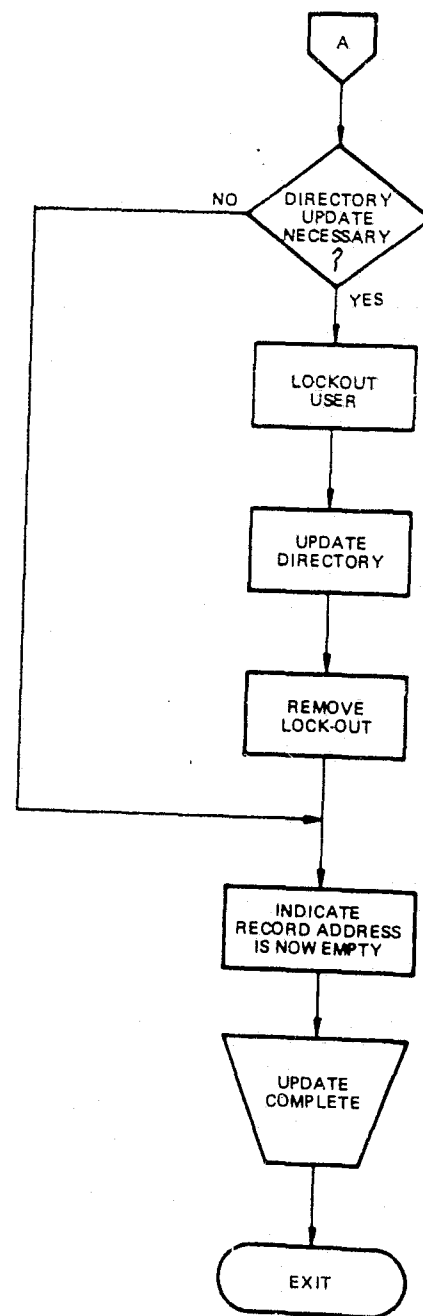 A
DIRECTORY
UPDATE
NECESSARY
?
NO
YES
LOCKOUT
USER
UPDATE
DIRECTORY
REMOVE
LOCK-OUT
INDICATE
RECORD ADDRESS
IS NOW EMPTY
UPDATE
COMPLETE
EXIT